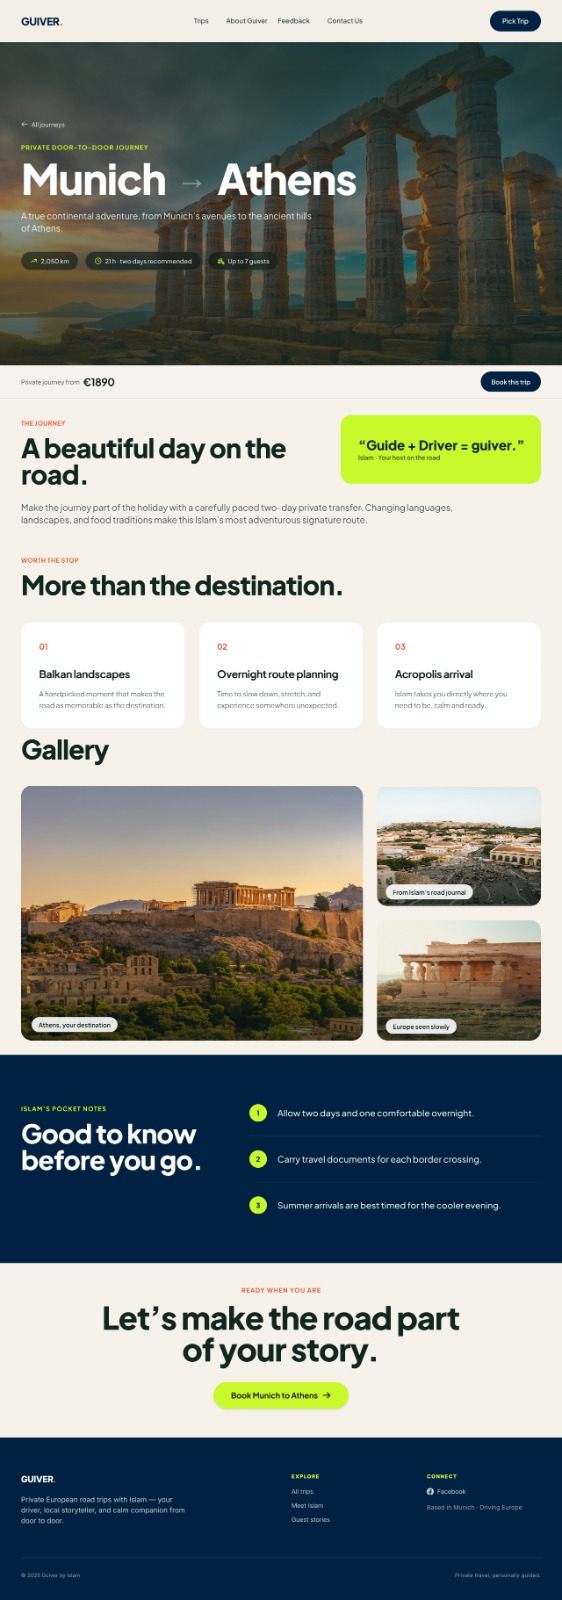 GUIVER.
Trips
About Guiver
Feedback
Contact Us
Pick Trip
← All journeys
PRIVATE DOOR-TO-DOOR JOURNEY
Munich → Athens
A true continental adventure, from Munich's avenues to the ancient hills
of Athens.
2,050 km
21 h · two days recommended
Up to 7 guests
Private journey from €1890
Book this trip
THE JOURNEY
A beautiful day on the
road.
“Guide + Driver = guiver.”
Islam · Your host on the road
Make the journey part of the holiday with a carefully paced two-day private transfer. Changing languages,
landscapes, and food traditions make this Islam's most adventurous signature route.
WORTH THE STOP
More than the destination.
01
Balkan landscapes
A handpicked moment that makes the
road as memorable as the destination.
02
Overnight route planning
Time to slow down, stretch, and
experience somewhere unexpected.
03
Acropolis arrival
Islam takes you directly where you
need to be, calm and ready.
Gallery
Athens, your destination
From Islam's road journal
Europe seen slowly
ISLAM'S POCKET NOTES
Good to know
before you go.
1 Allow two days and one comfortable overnight.
2 Carry travel documents for each border crossing.
3 Summer arrivals are best timed for the cooler evening.
READY WHEN YOU ARE
Let’s make the road part
of your story.
Book Munich to Athens →
GUIVER.
Private European road trips with Islam — your
driver, local storyteller, and calm companion from
door to door.
EXPLORE
All trips
Meet Islam
Guest stories
CONNECT
Facebook
Based in Munich · Driving Europe
© 2025 Guiver by Islam
Private travel, personally guided.